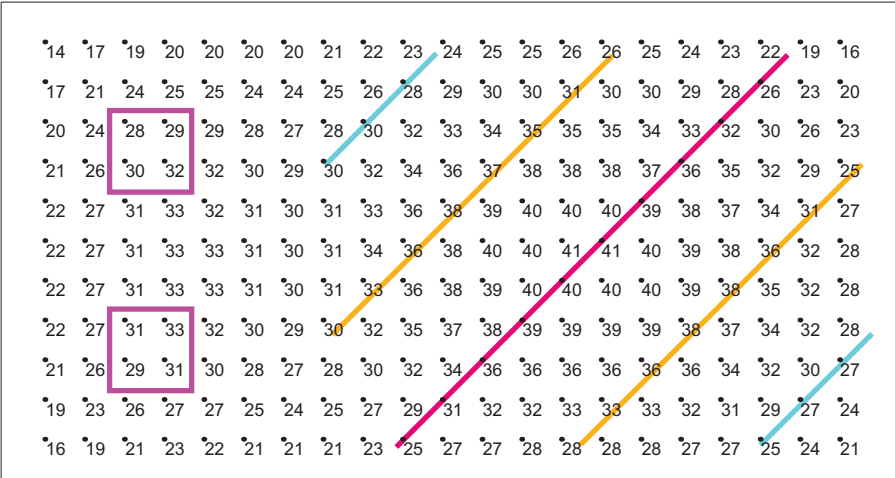 14 17 19 20 20 20 20 21 22 23 24 25 25 26 26 25 24 23 22 19 16
17 21 24 25 25 24 24 25 26 28 29 30 30 31 30 30 29 28 26 23 20
20 24 28 29 29 28 27 28 30 32 33 34 35 35 35 34 33 32 30 26 23
21 26 30 32 32 30 29 30 32 34 36 37 38 38 38 37 36 35 32 29 25
22 27 31 33 32 31 30 31 33 36 38 39 40 40 40 39 38 37 34 31 27
22 27 31 33 33 31 30 31 34 36 38 40 40 41 41 40 39 38 36 32 28
22 27 31 33 33 31 30 31 33 36 38 39 40 40 40 40 39 38 35 32 28
22 27 31 33 32 30 29 30 32 35 37 38 39 39 39 39 38 37 34 32 28
21 26 29 31 30 28 27 28 30 32 34 36 36 36 36 36 36 34 32 30 27
19 23 26 27 27 25 24 25 27 29 31 32 32 33 33 33 32 31 29 27 24
16 19 21 23 22 21 21 21 23 25 27 27 28 28 28 28 27 27 25 24 21